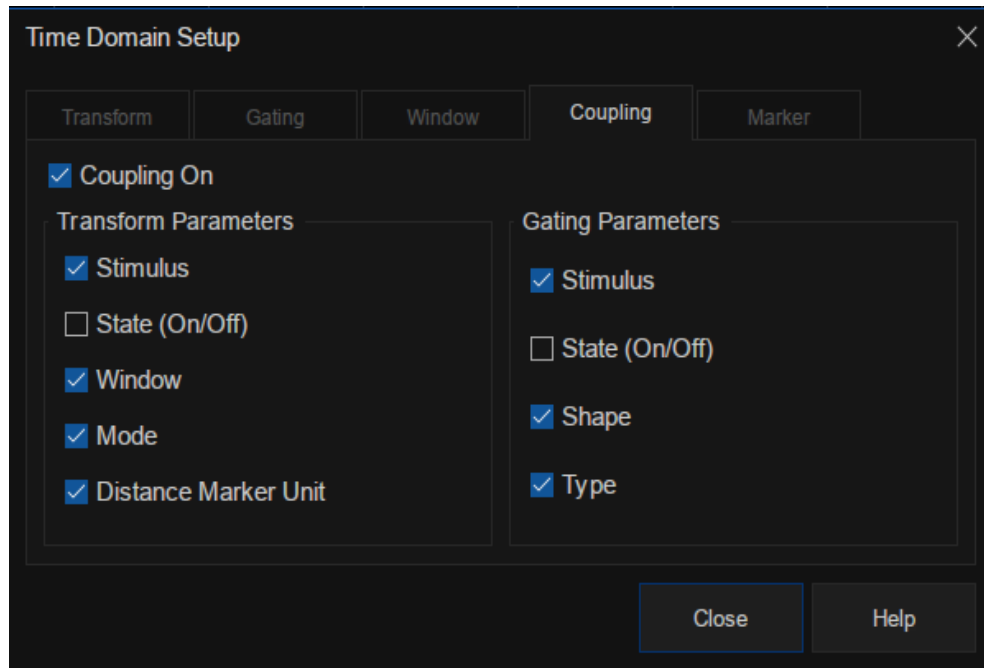 Time Domain Setup
Transform Gating Window Coupling Marker
Coupling On
Transform Parameters
Stimulus
State (On/Off)
Window
Mode
Distance Marker Unit
Gating Parameters
Stimulus
State (On/Off)
Shape
Type
Close Help